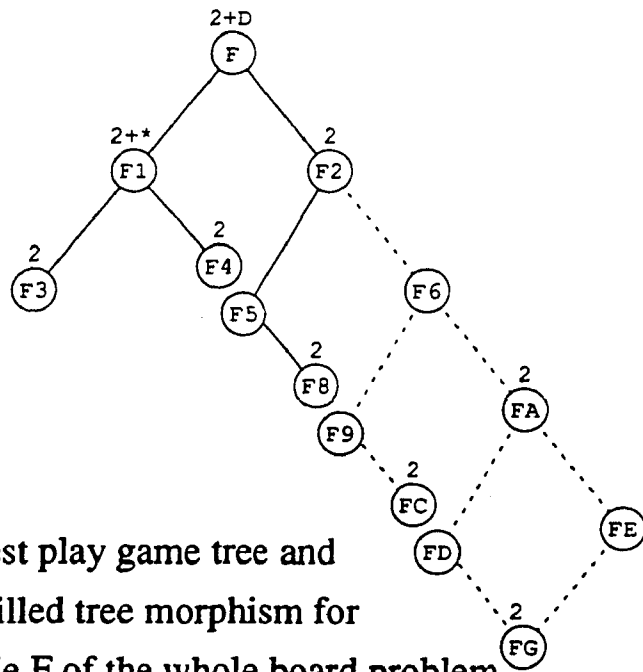 2+D
F
2+*
F1
2
F2
2
F3
2
F4
F5
F6
2
F8
2
FA
F9
2
FC
FD
FE
2
FG
est play game tree and
illed tree morphism for
e F of the whole board problem